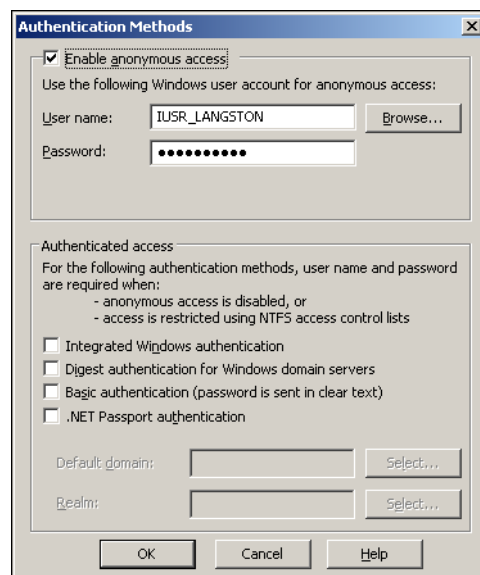 Authentication Methods
Enable anonymous access
Use the following Windows user account for anonymous access:
User name: IUSR_LANGSTON Browse...
Password: ●●●●●●●●●●
Authenticated access
For the following authentication methods, user name and password
are required when:
- anonymous access is disabled, or
- access is restricted using NTFS access control lists
Integrated Windows authentication
Digest authentication for Windows domain servers
Basic authentication (password is sent in clear text)
.NET Passport authentication
Default domain: Select...
Realm: Select...
OK Cancel Help